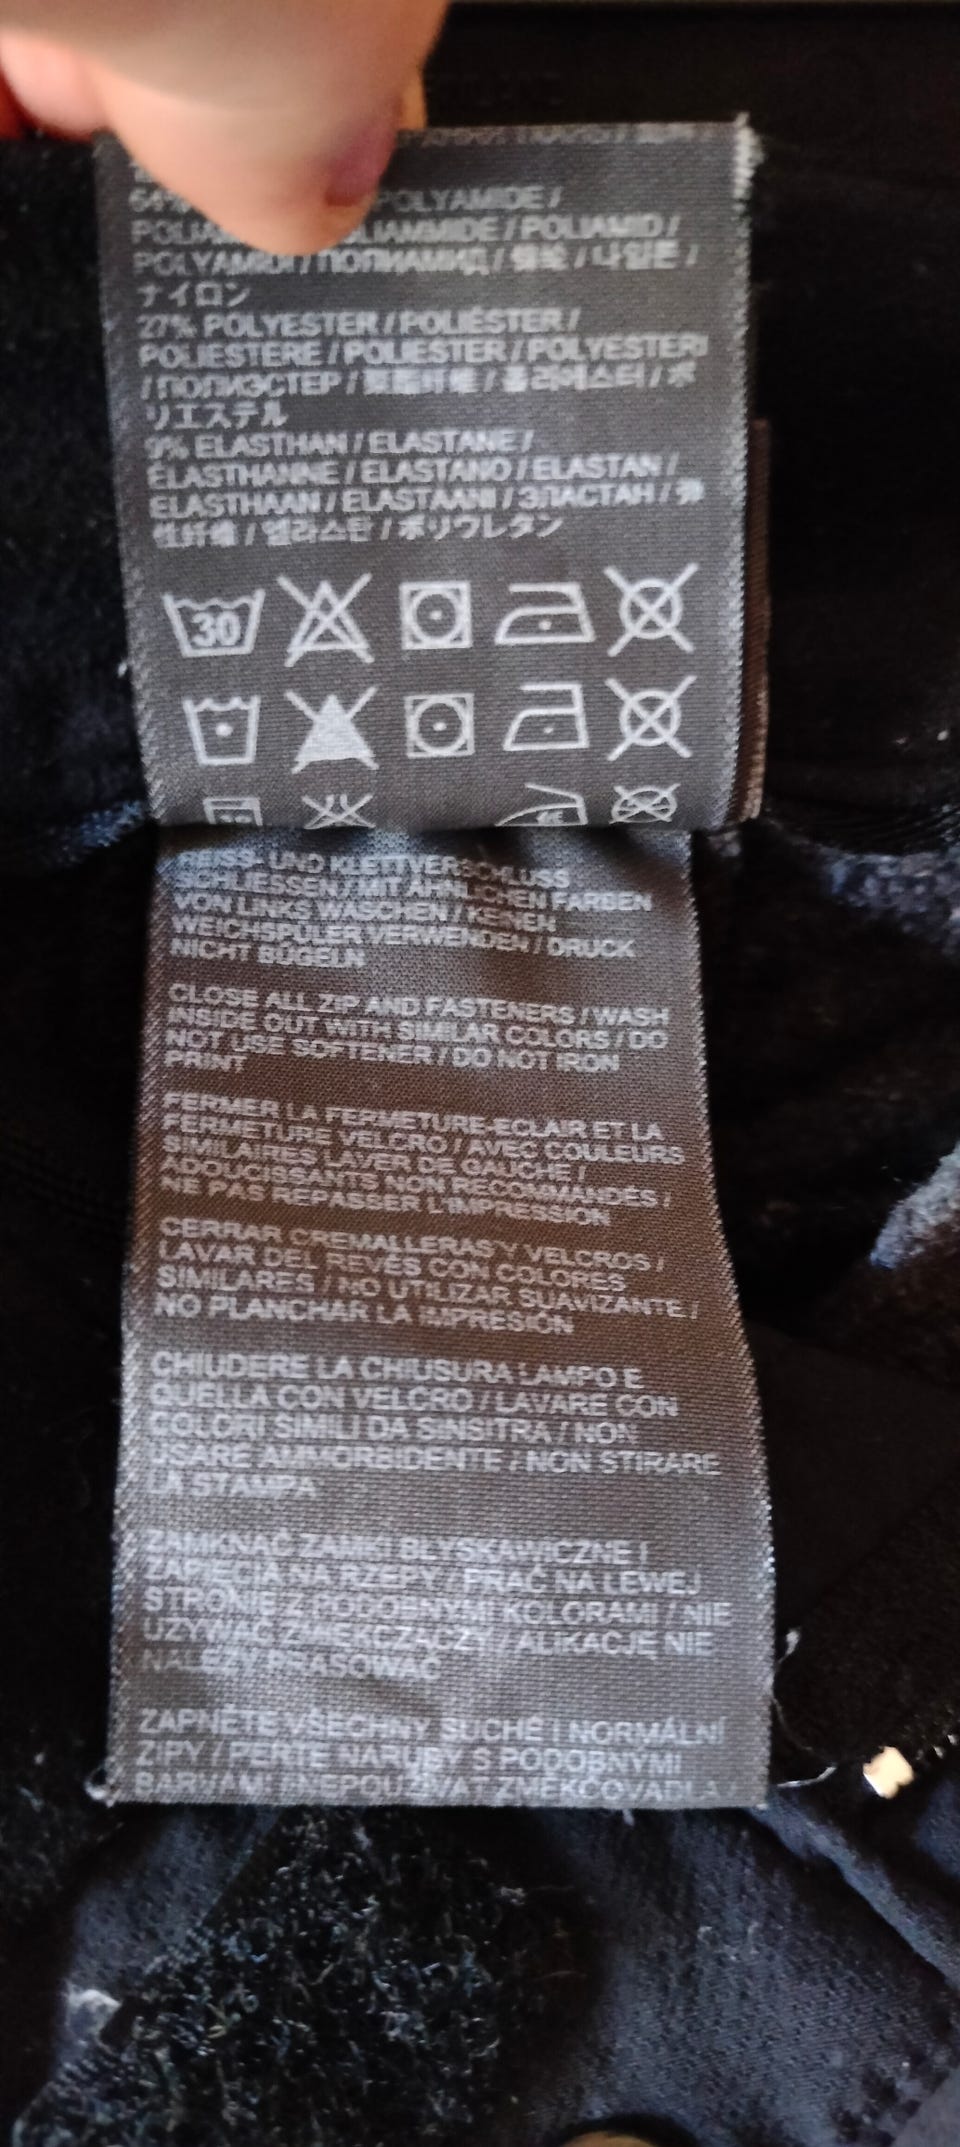 64% POLYAMIDE /
POLIAMMIDE / POLIAMID /
POLYAMIDI / ПОЛИАМИД / 나일론 /
ナイロン
27% POLYESTER / POLIÉSTER /
POLIESTERE / POLIESTER / POLYESTERI
/ ПОЛИЭСТЕР / 聚酯纤维 / 폴리에스터 / ポ
リエステル
9% ELASTHAN / ELASTANE /
ÉLASTHANNE / ELASTANO / ELASTAN /
ELASTHAAN / ELASTAANI / ЭЛАСТАН / 弹
性纤维 / 엘라스탄 / ポリウレタン
30
REISS- UND KLETTVERSCHLUSS
SCHLIESSEN / MIT ÄHNLICHEN FARBEN
VON LINKS WASCHEN / KEINEN
WEICHSPÜLER VERWENDEN / DRUCK
NICHT BÜGELN
CLOSE ALL ZIP AND FASTENERS / WASH
INSIDE OUT WITH SIMILAR COLORS / DO
NOT USE SOFTENER / DO NOT IRON
PRINT
FERMER LA FERMETURE-ECLAIR ET LA
FERMETURE VELCRO / AVEC COULEURS
SIMILAIRES LAVER DE GAUCHE /
ADOUCISSANTS NON RECOMMANDÉS /
NE PAS REPASSER L'IMPRESSION
CERRAR CREMALLERAS Y VELCROS /
LAVAR DEL REVÉS CON COLORES
SIMILARES / NO UTILIZAR SUAVIZANTE /
NO PLANCHAR LA IMPRESIÓN
CHIUDERE LA CHIUSURA LAMPO E
QUELLA CON VELCRO / LAVARE CON
COLORI SIMILI DA SINSITRA / NON
USARE AMMORBIDENTE / NON STIRARE
LA STAMPA
ZAMKNĄĆ ZAMKI BŁYSKAWICZNE I
ZAPIĘCIA NA RZEPY / PRAĆ NA LEWEJ
STRONIE Z PODOBNYMI KOLORAMI / NIE
UŻYWAĆ ZMIĘKCZACZY / ALIKACJĘ NIE
NALEŻY PRASOWAĆ
ZAPNĚTE VŠECHNY SUCHÉ I NORMÁLNÍ
ZIPY / PERTE NARUBY S PODOBNÝMI
BARVAMI / NEPOUŽÍVAT ZMĚKČOVADLA